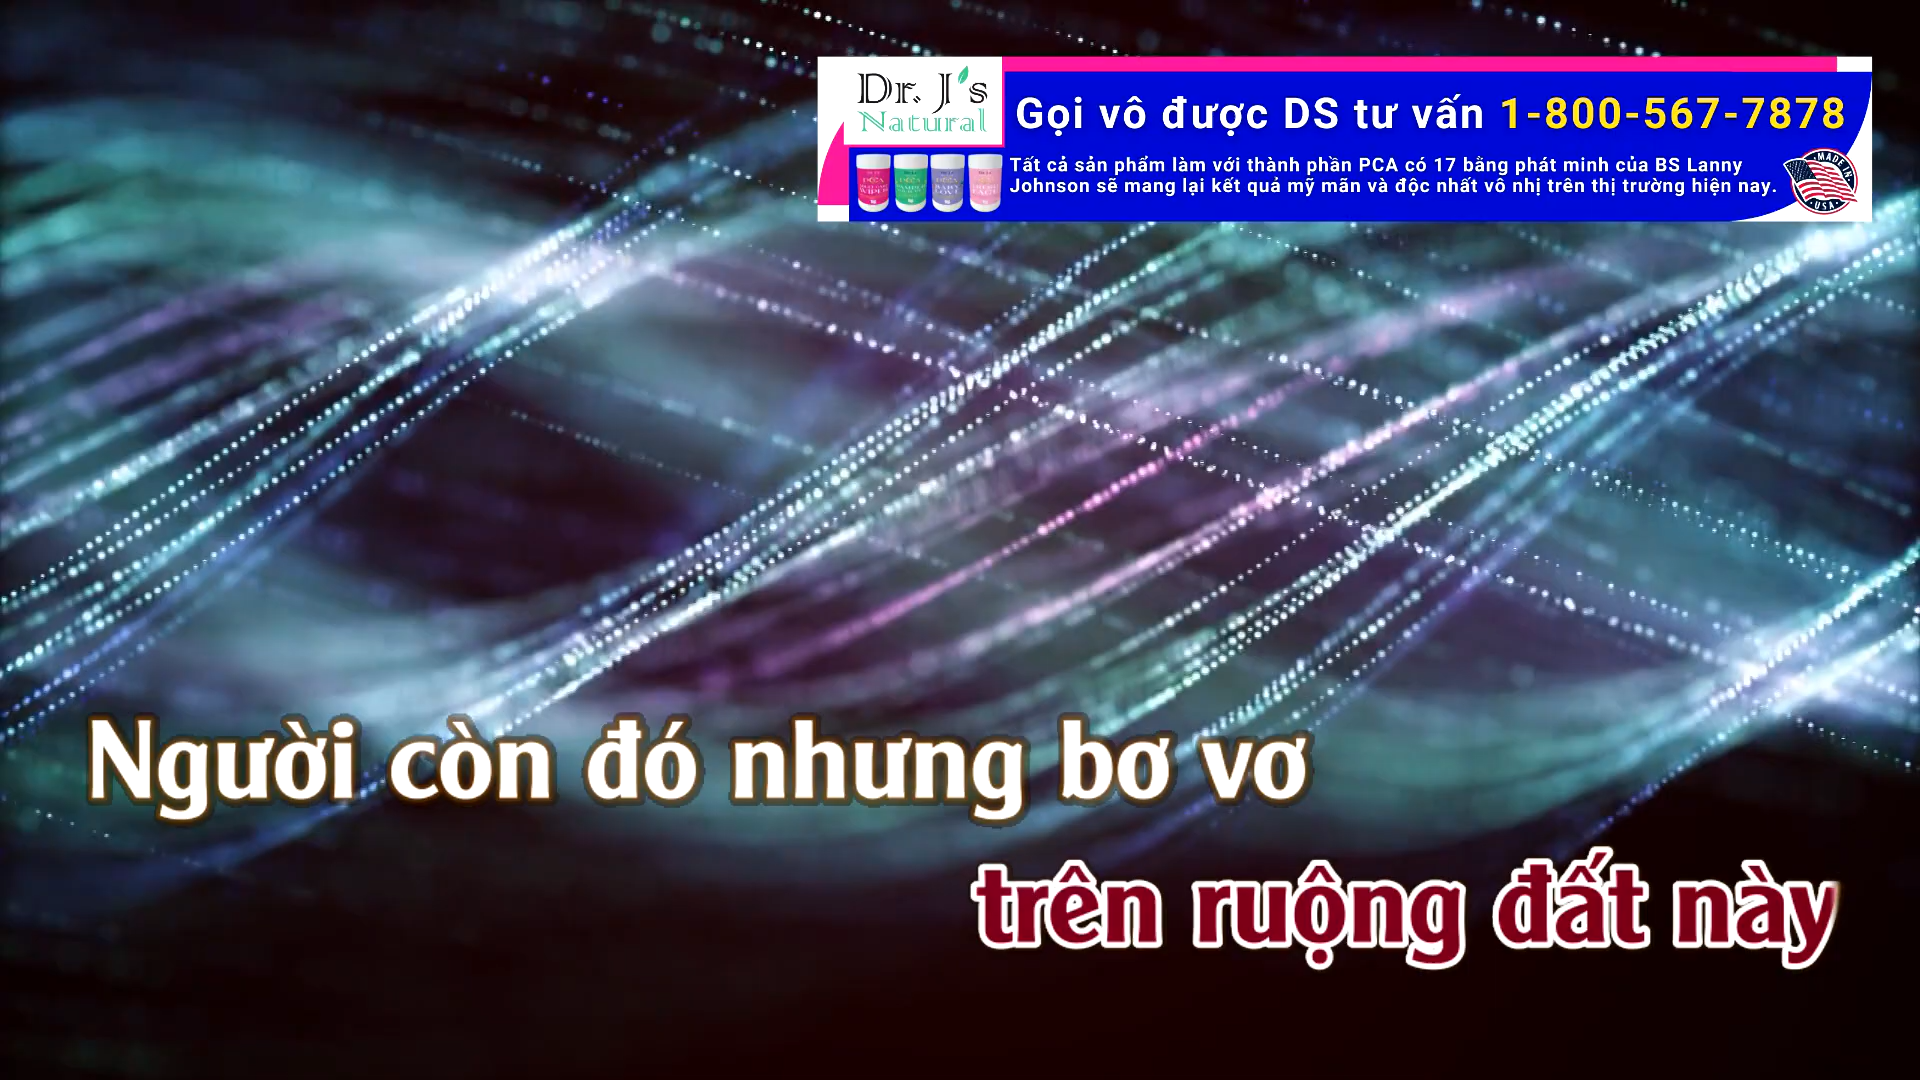 Dr. J's
Natural
Gọi vô được DS tư vấn 1-800-567-7878
Tất cả sản phẩm làm với thành phần PCA có 17 bằng phát minh của BS Lanny
Johnson sẽ mang lại kết quả mỹ mãn và độc nhất vô nhị trên thị trường hiện nay.
MADE IN
USA
Người còn đó nhưng bơ vơ
trên ruộng đất này